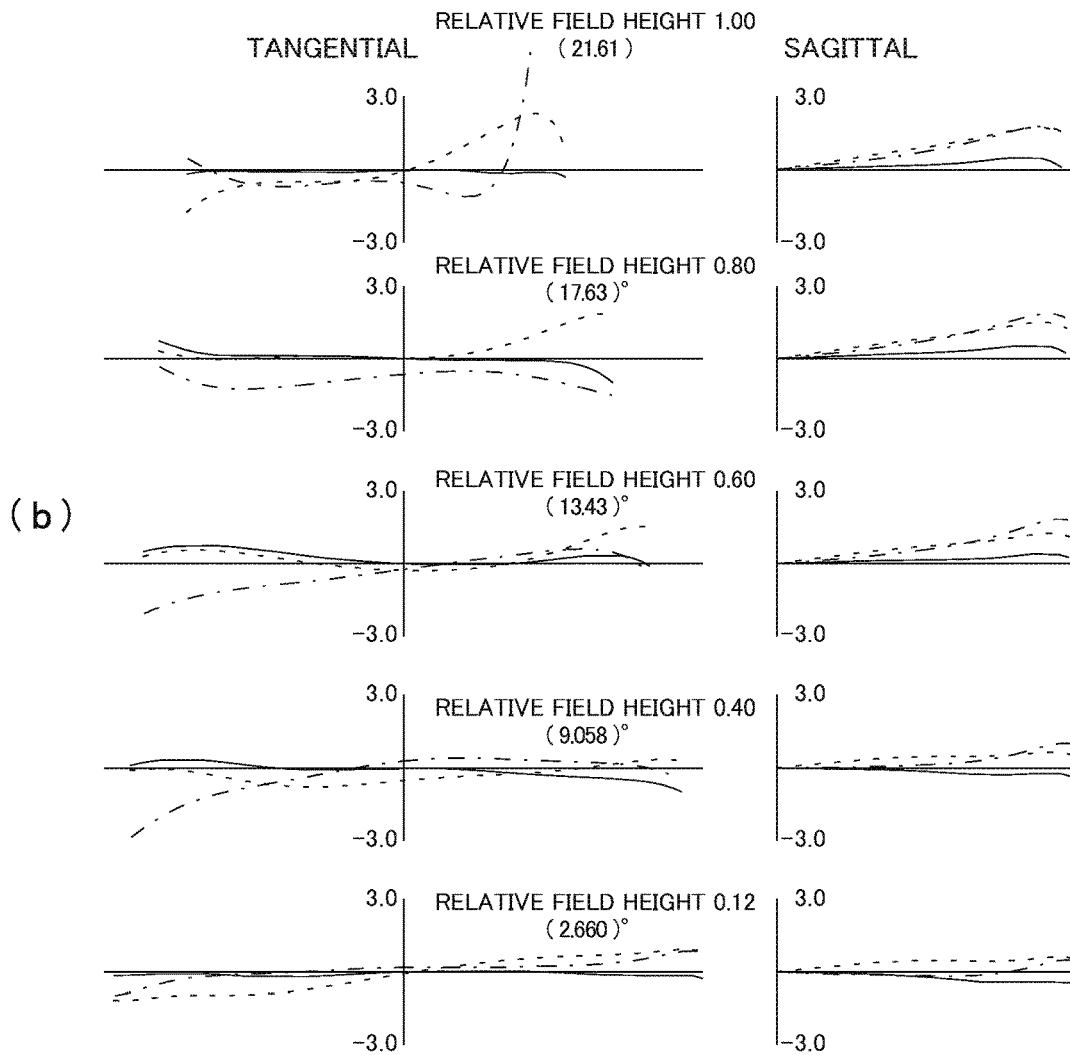 RELATIVE FIELD HEIGHT 1.00
TANGENTIAL (21.61) SAGITTAL
3.0 3.0
-3.0 -3.0
RELATIVE FIELD HEIGHT 0.80
3.0 (17.63)° 3.0
-3.0 -3.0
RELATIVE FIELD HEIGHT 0.60
3.0 (13.43)° 3.0
(b)
-3.0 -3.0
3.0 3.0
RELATIVE FIELD HEIGHT 0.40
(9.058)°
-3.0 -3.0
3.0 RELATIVE FIELD HEIGHT 0.12 3.0
(2.660)°
-3.0 -3.0